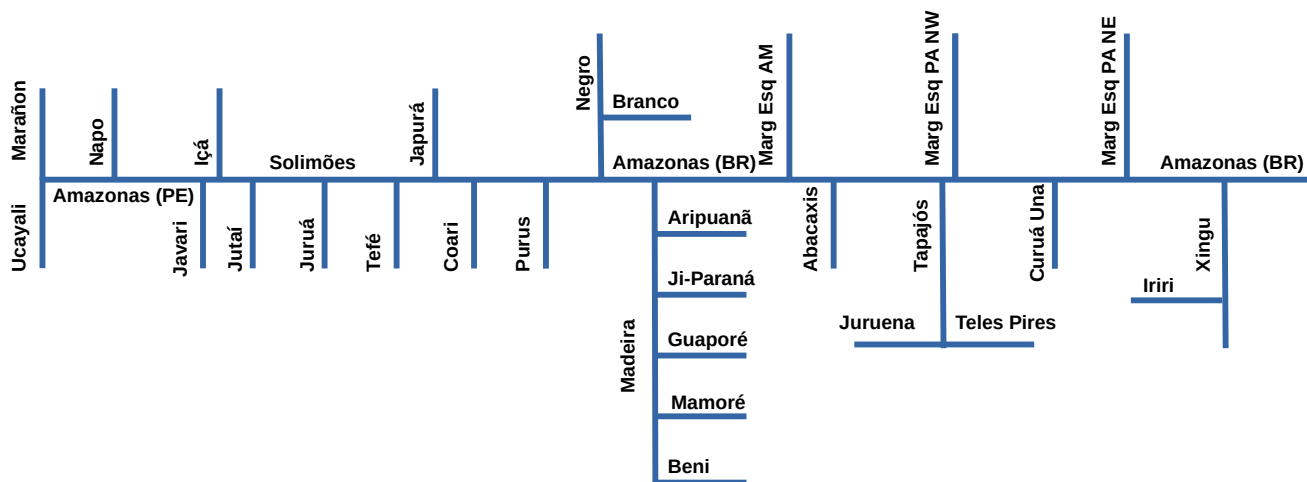 Marañon
Napo
Içá
Solimões
Japurá
Negro
Branco
Amazonas (BR)
Marg Esq AM
Marg Esq PA NW
Marg Esq PA NE
Amazonas (BR)
Ucayali
Amazonas (PE)
Javari
Jutaí
Juruá
Tefé
Coari
Purus
Madeira
Aripuanã
Ji-Paraná
Guaporé
Mamoré
Beni
Abacaxis
Tapajós
Juruena
Teles Pires
Curuá Una
Iriri
Xingu